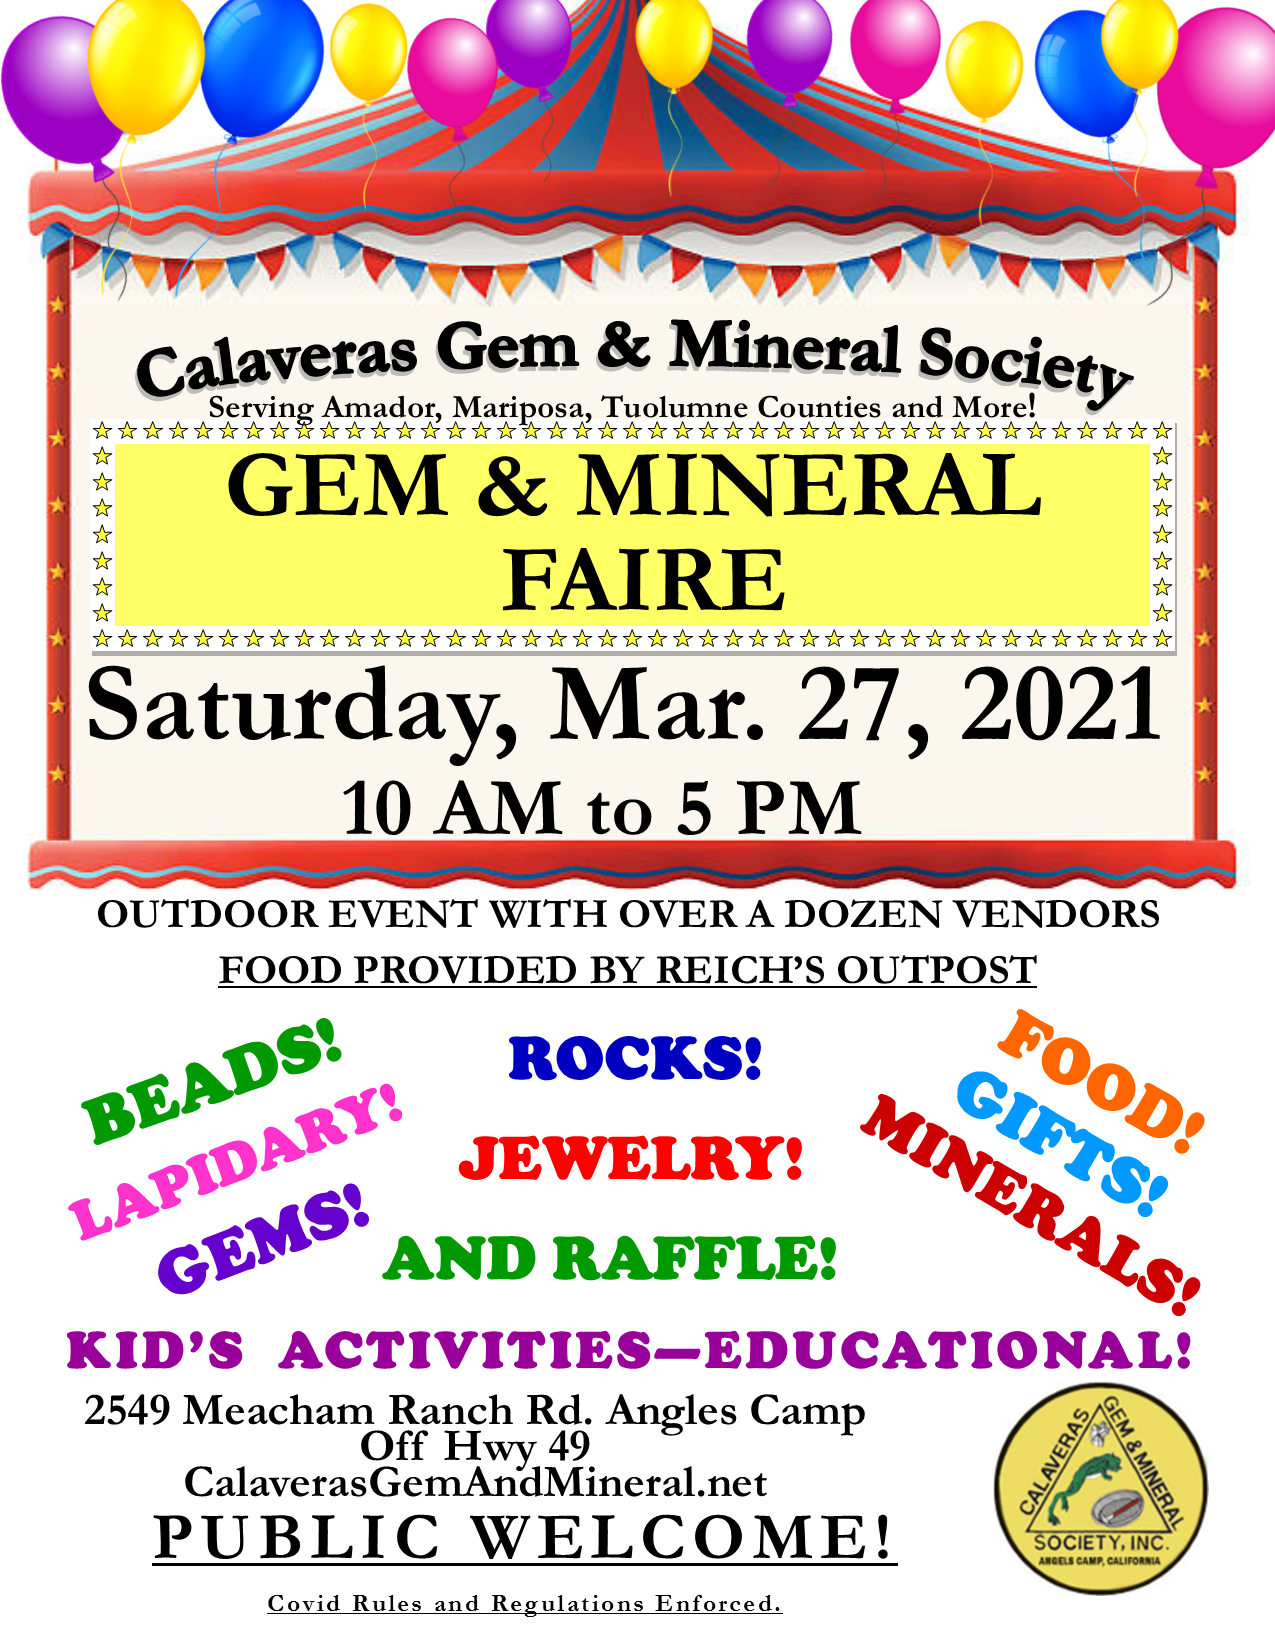 Calaveras Gem & Mineral Society
Serving Amador, Mariposa, Tuolumne Counties and More!
GEM & MINERAL
FAIRE
Saturday, Mar. 27, 2021
10 AM to 5 PM
OUTDOOR EVENT WITH OVER A DOZEN VENDORS
FOOD PROVIDED BY REICH’S OUTPOST
BEADS!
LAPIDARY!
GEMS!
ROCKS!
JEWELRY!
AND RAFFLE!
FOOD!
GIFTS!
MINERALS!
KID’S ACTIVITIES—EDUCATIONAL!
2549 Meacham Ranch Rd. Angles Camp
Off Hwy 49
CalaverasGemAndMineral.net
PUBLIC WELCOME!
Covid Rules and Regulations Enforced.
CALAVERAS
GEM & MINERAL
SOCIETY, INC.
ANGELS CAMP, CALIFORNIA